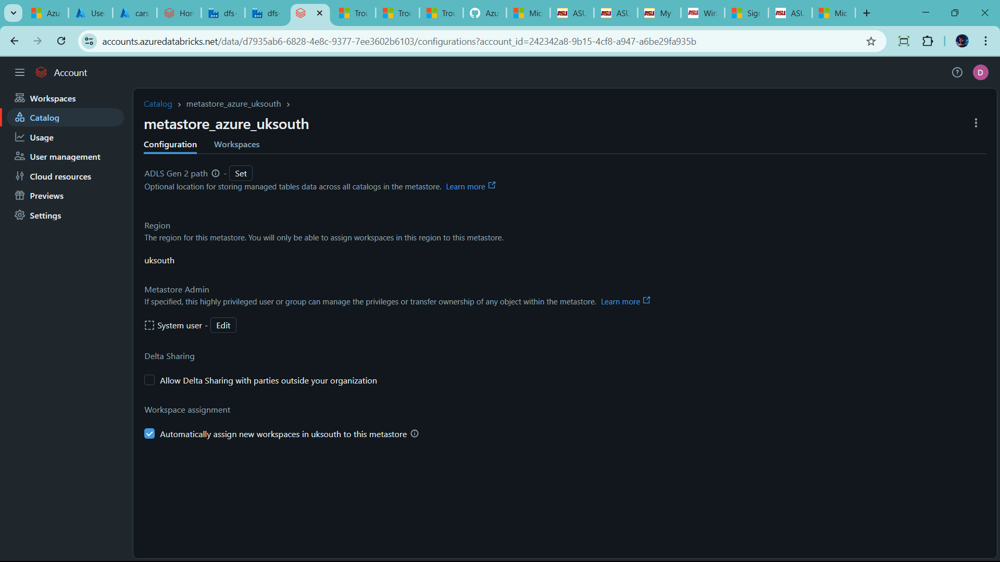 Azu
User
cars
Hon
dfs-
dfs-
Trou
Trou
Trou
Azu
Mic
ASU
ASU
My
Win
Sign
ASU
Mic
accounts.azuredatabricks.net/data/d7935ab6-6828-4e8c-9377-7ee3602b6103/configurations?account_id=242342a8-9b15-4cf8-a947-a6be29fa935b
Account
D
Workspaces
Catalog
Usage
User management
Cloud resources
Previews
Settings
Catalog › metastore_azure_uksouth ›
metastore_azure_uksouth
Configuration Workspaces
ADLS Gen 2 path - Set
Optional location for storing managed tables data across all catalogs in the metastore. Learn more
Region
The region for this metastore. You will only be able to assign workspaces in this region to this metastore.
uksouth
Metastore Admin
If specified, this highly privileged user or group can manage the privileges or transfer ownership of any object within the metastore. Learn more
System user - Edit
Delta Sharing
Allow Delta Sharing with parties outside your organization
Workspace assignment
Automatically assign new workspaces in uksouth to this metastore